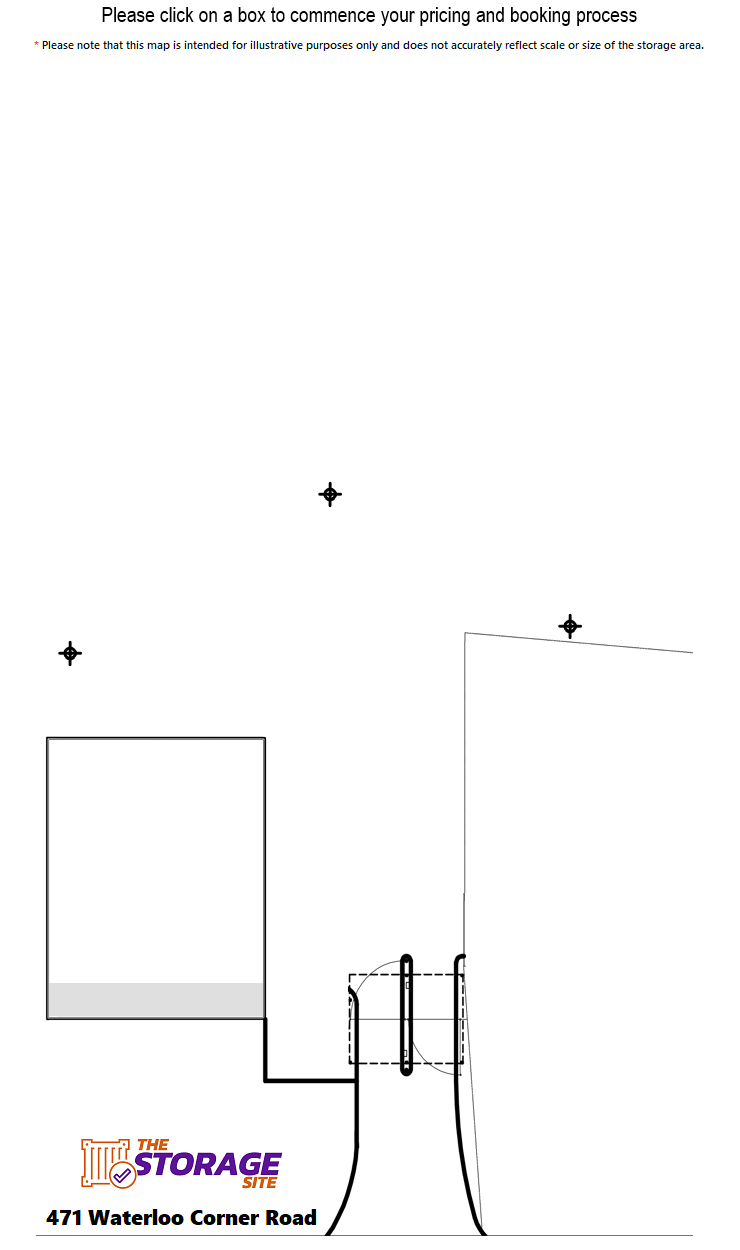 Please click on a box to commence your pricing and booking process
* Please note that this map is intended for illustrative purposes only and does not accurately reflect scale or size of the storage area.
THE
STORAGE
SITE
471 Waterloo Corner Road